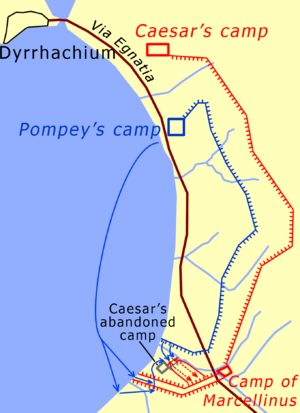 Via Egnatia
Caesar's camp
Dyrrhachium
Pompey's camp
Caesar's
abandoned
camp
Camp of
Marcellinus